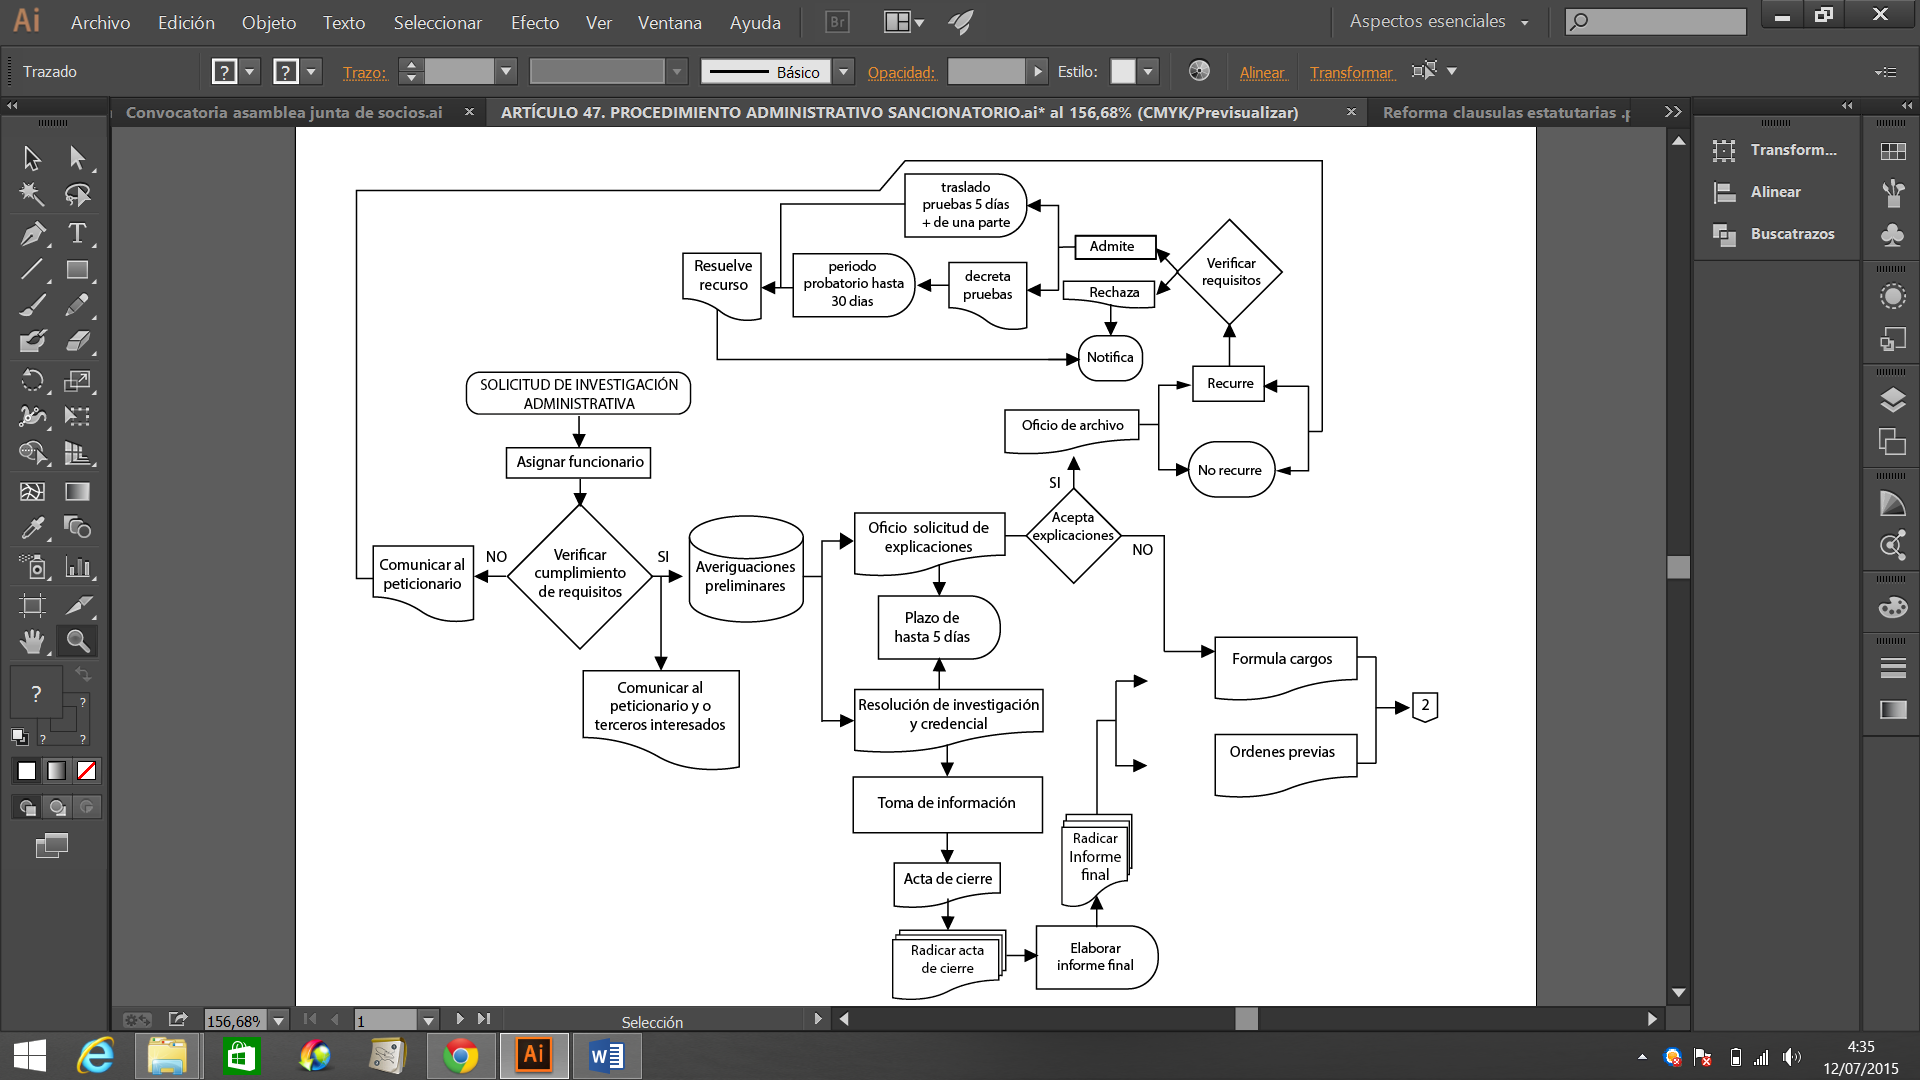 Ai Archivo Edición Objeto Texto Seleccionar Efecto Ver Ventana Ayuda Br Aspectos esenciales
Trazado ? ? Trazo: Básico Opacidad: Estilo: Alinear Transformar
Convocatoria asamblea junta de socios.ai × ARTÍCULO 47. PROCEDIMIENTO ADMINISTRATIVO SANCIONATORIO.ai* al 156,68% (CMYK/Previsualizar) × Reforma clausulas estatutarias .p
Transform...
Alinear
Buscatrazos
traslado
pruebas 5 días
+ de una parte
Admite
Verificar
requisitos
Resuelve
recurso
periodo
probatorio hasta
30 dias
decreta
pruebas
Rechaza
Notifica
SOLICITUD DE INVESTIGACIÓN
ADMINISTRATIVA
Recurre
Oficio de archivo
Asignar funcionario
No recurre
SI
Acepta
explicaciones
NO
Oficio solicitud de
explicaciones
Comunicar al
peticionario
NO
Verificar
cumplimiento
de requisitos
SI
Averiguaciones
preliminares
Plazo de
hasta 5 días
Formula cargos
Comunicar al
peticionario y o
terceros interesados
Resolución de investigación
y credencial
2
Ordenes previas
Toma de información
Radicar
Informe
final
Acta de cierre
Radicar acta
de cierre
Elaborar
informe final
?
?
?
?
T
156,68%
1
Selección
Ai
W
4:35
12/07/2015